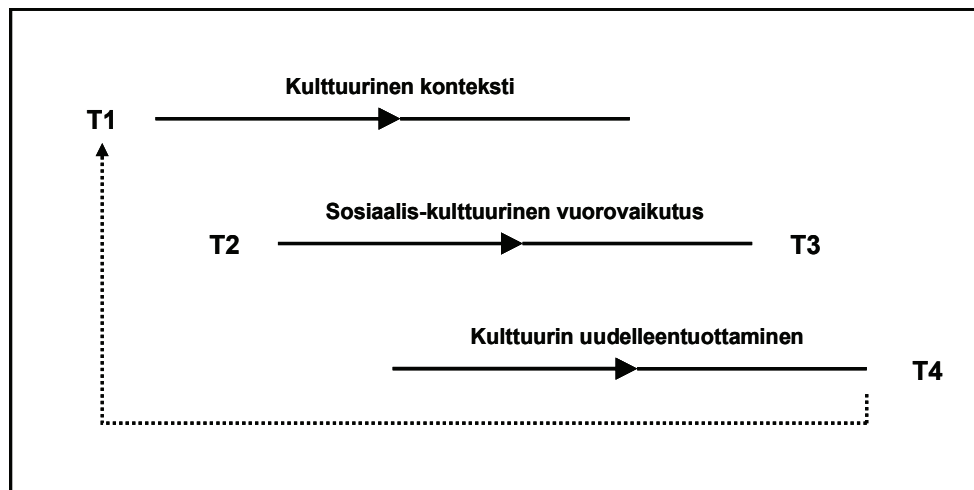 Kulttuurinen konteksti
T1
Sosiaalis-kulttuurinen vuorovaikutus
T2
T3
Kulttuurin uudelleentuottaminen
T4